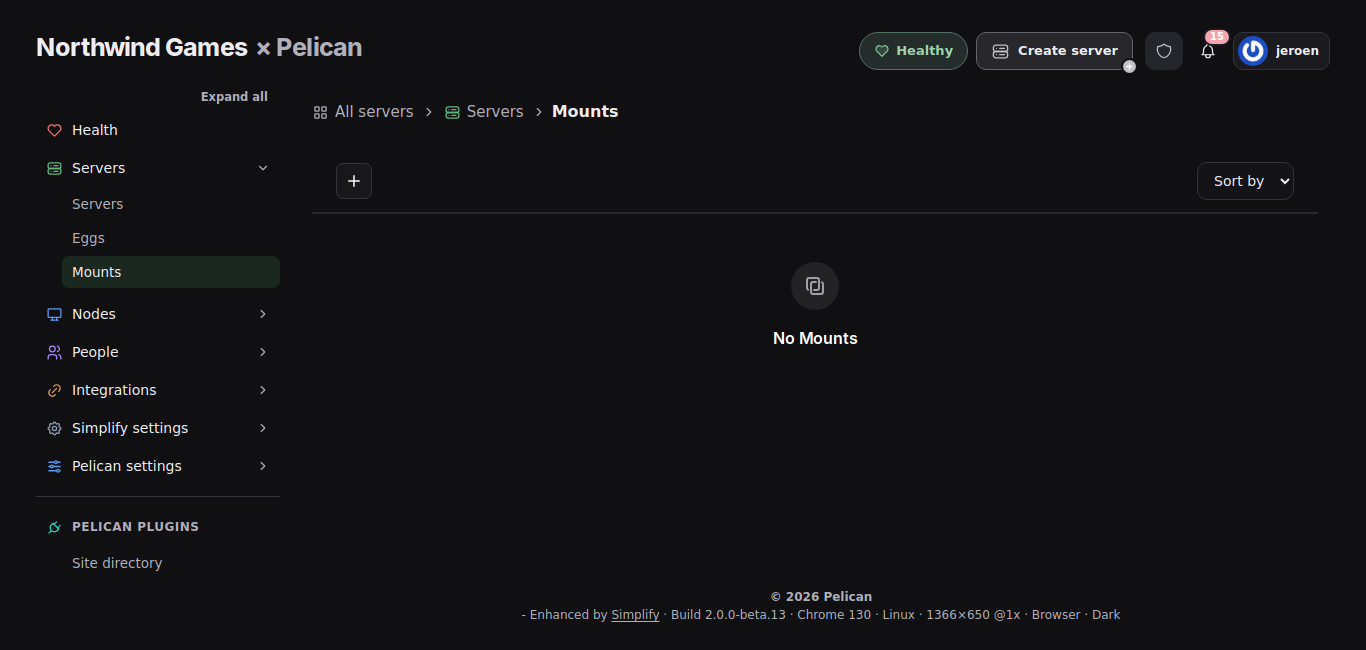 Northwind Games × Pelican
Healthy
Create server
15
jeroen
Expand all
Health
Servers
Servers
Eggs
Mounts
Nodes
People
Integrations
Simplify settings
Pelican settings
PELICAN PLUGINS
Site directory
All servers > Servers > Mounts
Sort by
No Mounts
© 2026 Pelican
- Enhanced by Simplify · Build 2.0.0-beta.13 · Chrome 130 · Linux · 1366×650 @1x · Browser · Dark